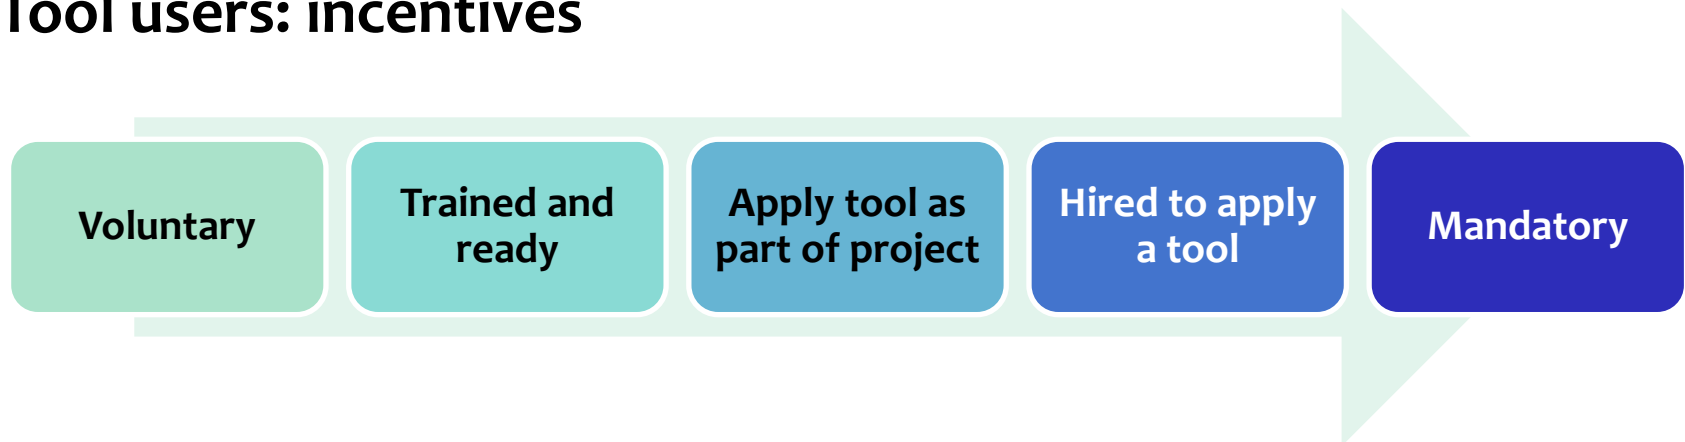 Tool users: incentives
Voluntary
Trained and
ready
Apply tool as
part of project
Hired to apply
a tool
Mandatory